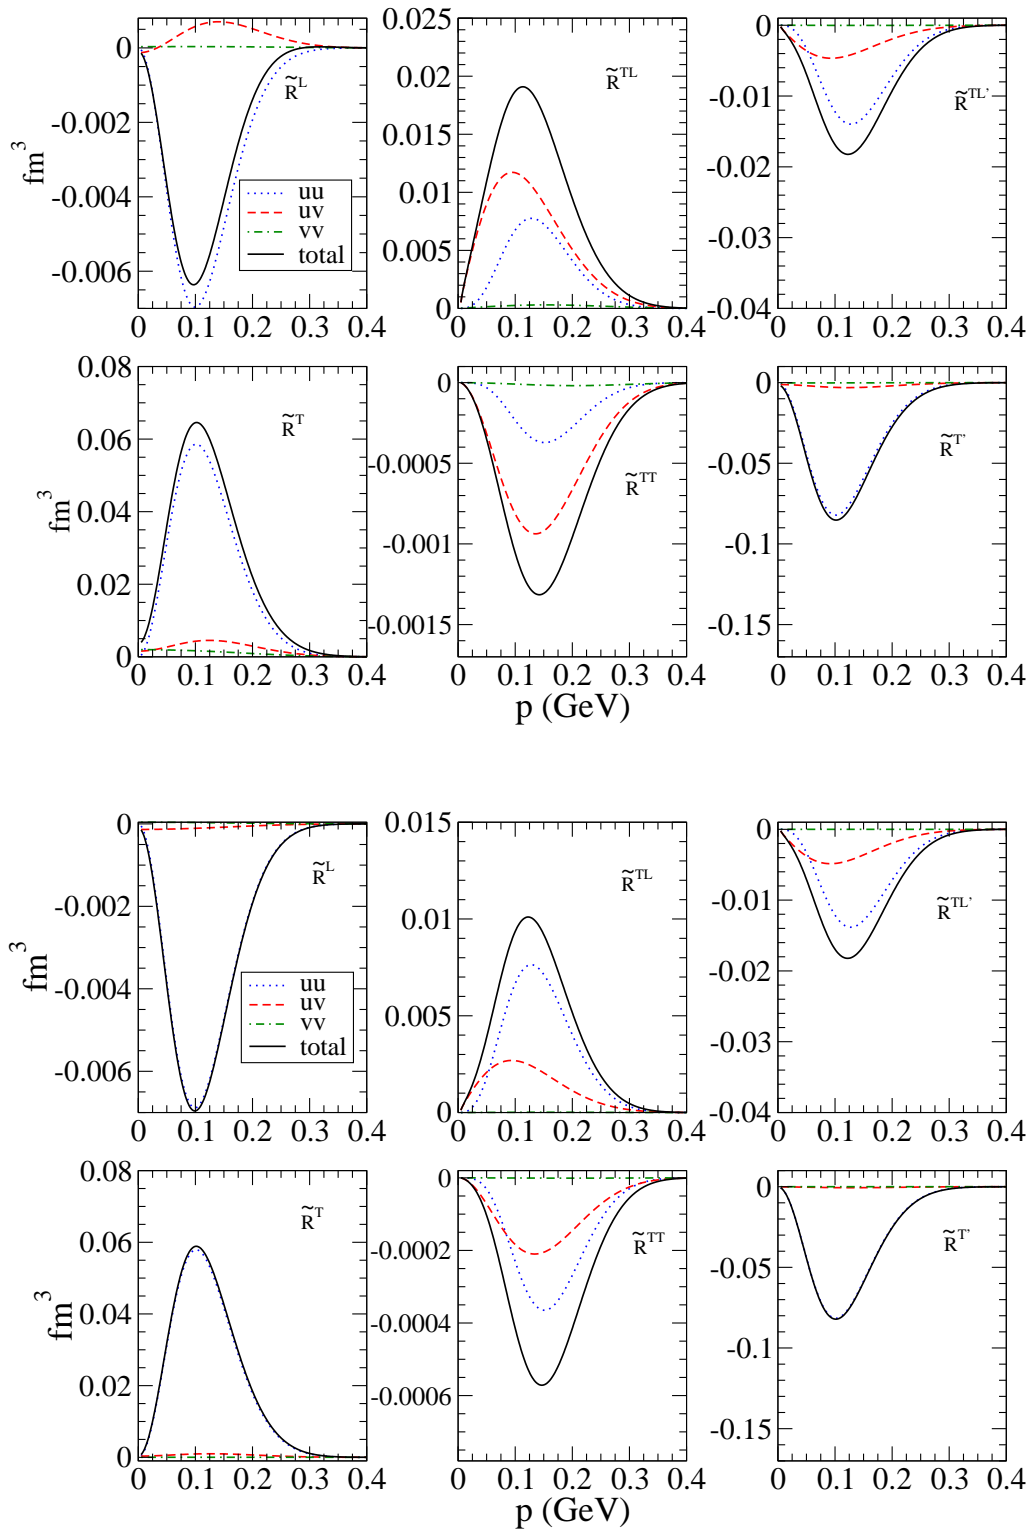 0
-0.002
-0.004
-0.006
fm³
R̃ᴸ
uu
uv
vv
total
0 0.1 0.2 0.3 0.4
0.025
0.02
0.015
0.01
0.005
0
R̃ᵀᴸ
0 0.1 0.2 0.3 0.4
0
-0.01
-0.02
-0.03
-0.04
R̃ᵀᴸ’
0 0.1 0.2 0.3 0.4
0.08
0.06
0.04
0.02
0
fm³
R̃ᵀ
0 0.1 0.2 0.3 0.4
0
-0.0005
-0.001
-0.0015
R̃ᵀᵀ
0 0.1 0.2 0.3 0.4
p (GeV)
0
-0.05
-0.1
-0.15
R̃ᵀ’
0 0.1 0.2 0.3 0.4
0
-0.002
-0.004
-0.006
fm³
R̃ᴸ
uu
uv
vv
total
0 0.1 0.2 0.3 0.4
0.015
0.01
0.005
0
R̃ᵀᴸ
0 0.1 0.2 0.3 0.4
0
-0.01
-0.02
-0.03
-0.04
R̃ᵀᴸ’
0 0.1 0.2 0.3 0.4
0.08
0.06
0.04
0.02
0
fm³
R̃ᵀ
0 0.1 0.2 0.3 0.4
0
-0.0002
-0.0004
-0.0006
R̃ᵀᵀ
0 0.1 0.2 0.3 0.4
p (GeV)
0
-0.05
-0.1
-0.15
R̃ᵀ’
0 0.1 0.2 0.3 0.4